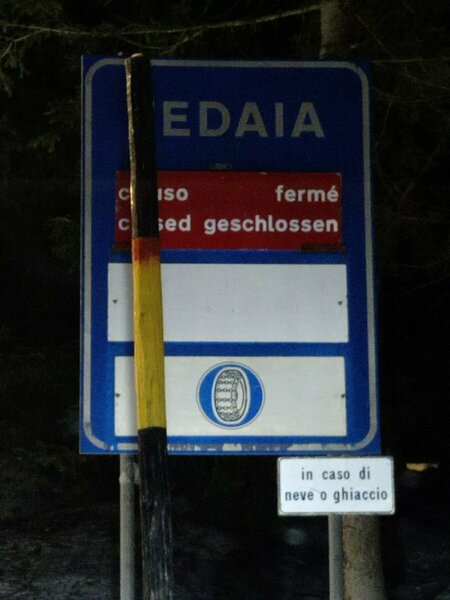 EDAIA
fermé
geschlossen
in caso di
neve o ghiaccio